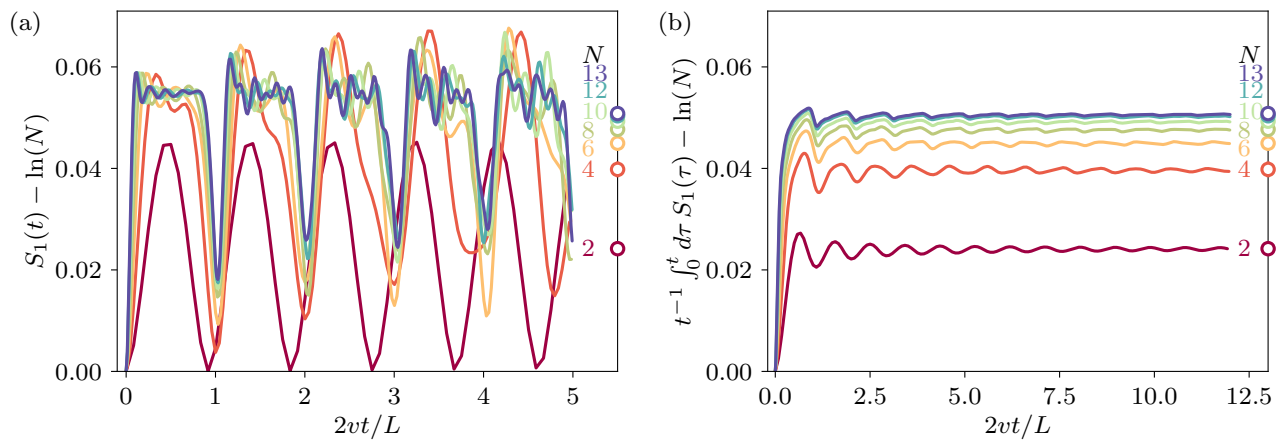 (a)
S₁(t) − ln(N)
0.06
0.04
0.02
0.00
0 1 2 3 4 5
2vt/L
N
13
12
10
8
6
4
2
(b)
t⁻¹ ∫₀ᵗ dτ S₁(τ) − ln(N)
0.06
0.04
0.02
0.00
0.0 2.5 5.0 7.5 10.0 12.5
2vt/L
N
13
12
10
8
6
4
2